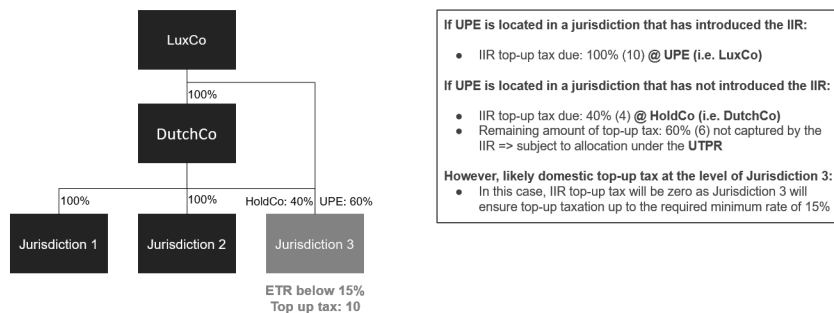 LuxCo
100%
DutchCo
100%
100%
HoldCo: 40%
UPE: 60%
Jurisdiction 1
Jurisdiction 2
Jurisdiction 3
ETR below 15%
Top up tax: 10
If UPE is located in a jurisdiction that has introduced the IIR:
● IIR top-up tax due: 100% (10) @ UPE (i.e. LuxCo)
If UPE is located in a jurisdiction that has not introduced the IIR:
● IIR top-up tax due: 40% (4) @ HoldCo (i.e. DutchCo)
● Remaining amount of top-up tax: 60% (6) not captured by the
IIR => subject to allocation under the UTPR
However, likely domestic top-up tax at the level of Jurisdiction 3:
● In this case, IIR top-up tax will be zero as Jurisdiction 3 will
ensure top-up taxation up to the required minimum rate of 15%